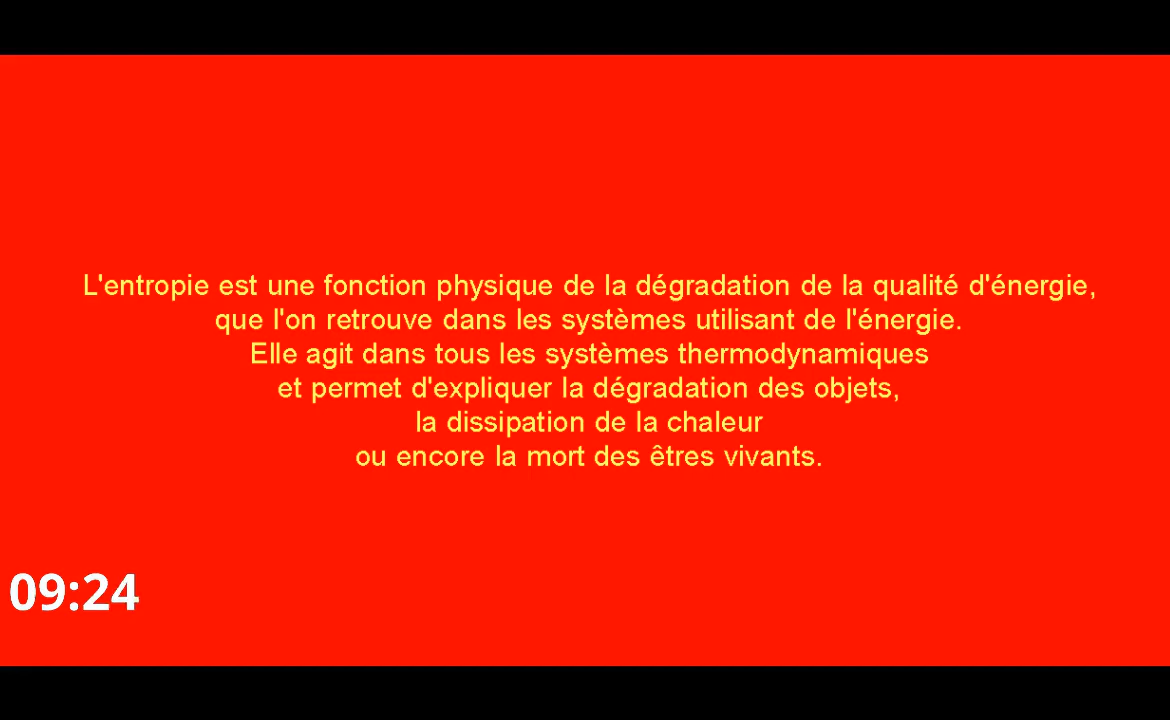 L'entropie est une fonction physique de la dégradation de la qualité d'énergie,
que l'on retrouve dans les systèmes utilisant de l'énergie.
Elle agit dans tous les systèmes thermodynamiques
et permet d'expliquer la dégradation des objets,
la dissipation de la chaleur
ou encore la mort des êtres vivants.
09:24